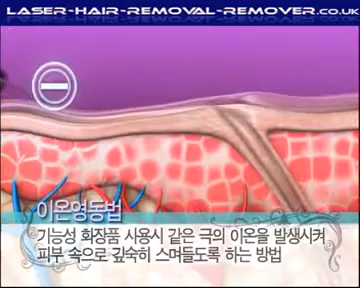 LASER-HAIR-REMOVAL-REMOVER.CO.UK
이온영동법
기능성 화장품 사용시 같은 극의 이온을 발생시켜
피부 속으로 깊숙히 스며들도록 하는 방법